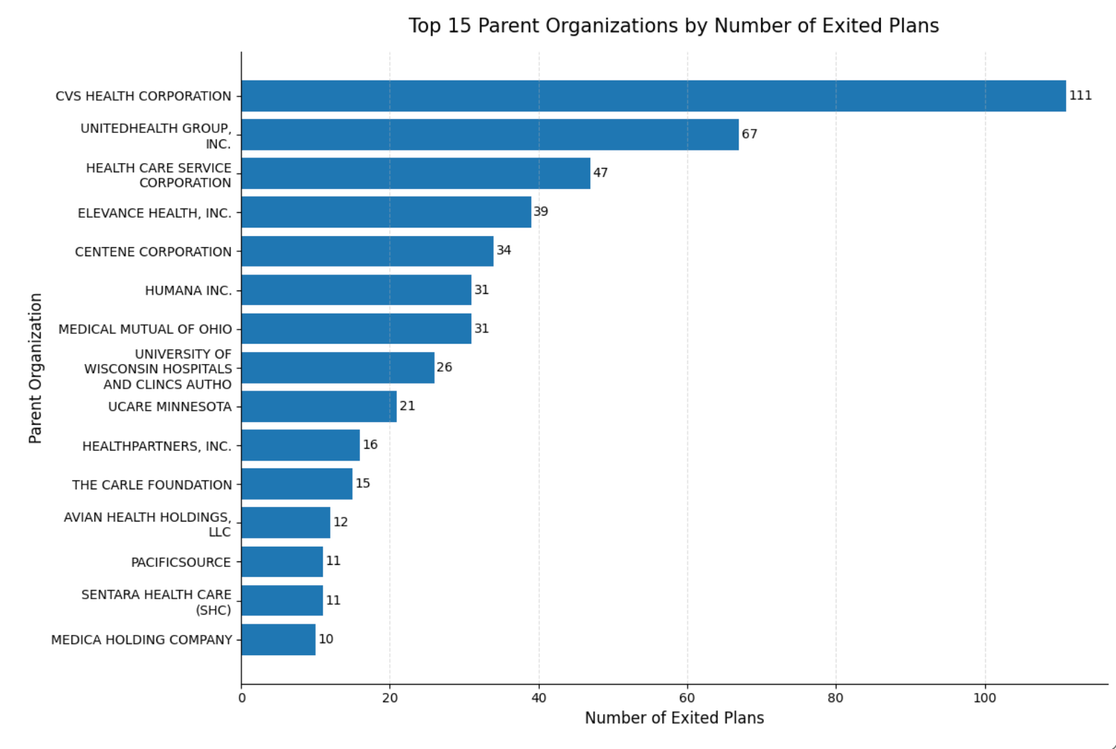 Top 15 Parent Organizations by Number of Exited Plans
CVS HEALTH CORPORATION
111
UNITEDHEALTH GROUP,
INC.
67
HEALTH CARE SERVICE
CORPORATION
47
ELEVANCE HEALTH, INC.
39
CENTENE CORPORATION
34
HUMANA INC.
31
MEDICAL MUTUAL OF OHIO
31
UNIVERSITY OF
WISCONSIN HOSPITALS
AND CLINCS AUTHO
26
UCARE MINNESOTA
21
HEALTHPARTNERS, INC.
16
THE CARLE FOUNDATION
15
AVIAN HEALTH HOLDINGS,
LLC
12
PACIFICSOURCE
11
SENTARA HEALTH CARE
(SHC)
11
MEDICA HOLDING COMPANY
10
Parent Organization
0 20 40 60 80 100
Number of Exited Plans